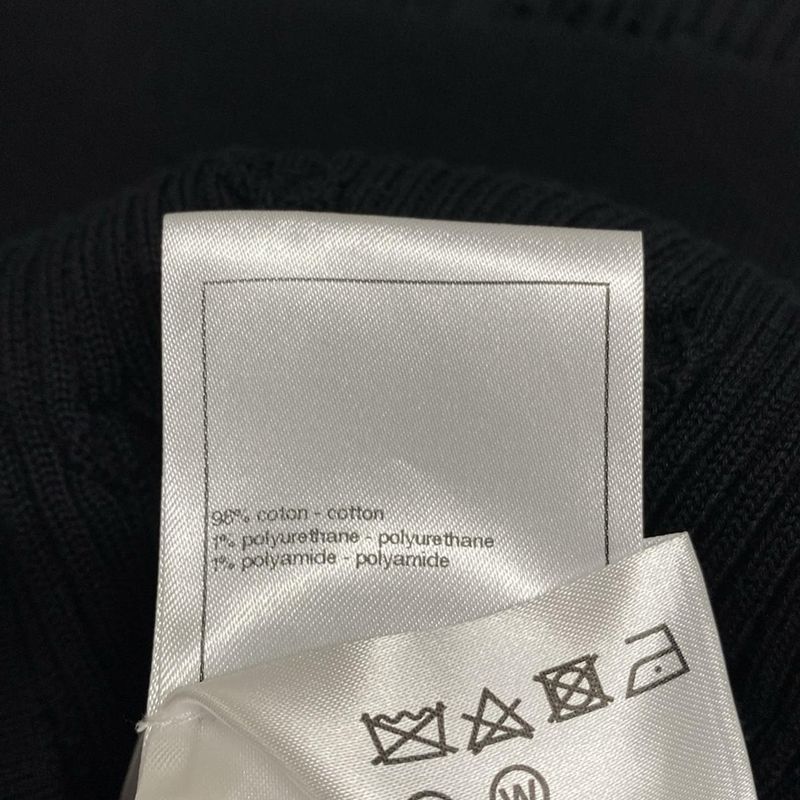 98% coton - cotton
1% polyurethane - polyurethane
1% polyamide - polyamide
W